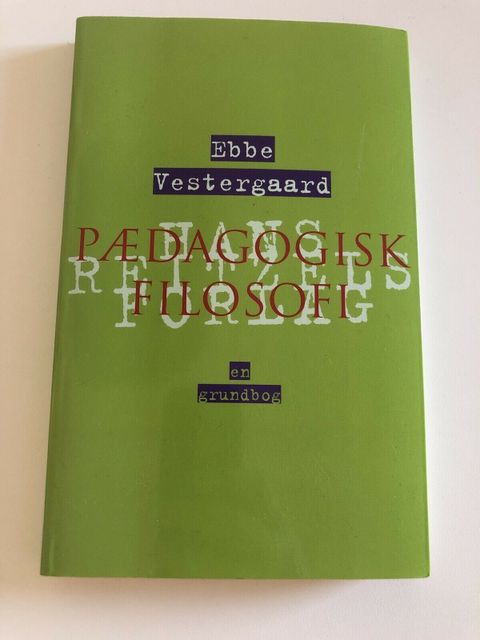 Ebbe
Vestergaard
HANS
PÆDAGOGISK
REITZELS
FILOSOFI
FORLAG
en
grundbog